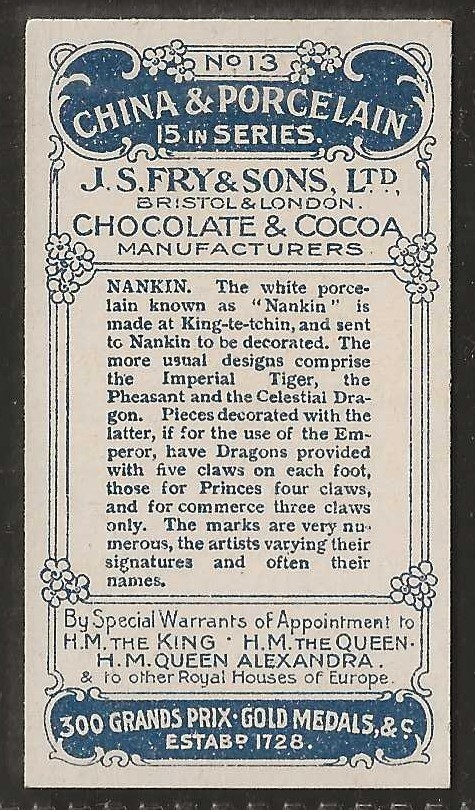 No 13
CHINA & PORCELAIN
15 IN SERIES.
J. S. FRY & SONS, LTD.,
BRISTOL & LONDON.
CHOCOLATE & COCOA
MANUFACTURERS
NANKIN. The white porce-
lain known as "Nankin" is
made at King-te-tchin, and sent
to Nankin to be decorated. The
more usual designs comprise
the Imperial Tiger, the
Pheasant and the Celestial Dra-
gon. Pieces decorated with the
latter, if for the use of the Em-
peror, have Dragons provided
with five claws on each foot,
those for Princes four claws,
and for commerce three claws
only. The marks are very nu-
merous, the artists varying their
signatures and often their
names.
By Special Warrants of Appointment to
H.M. THE KING · H.M. THE QUEEN·
H.M. QUEEN ALEXANDRA.
& to other Royal Houses of Europe.
300 GRANDS PRIX · GOLD MEDALS, &c.
ESTABD. 1728.